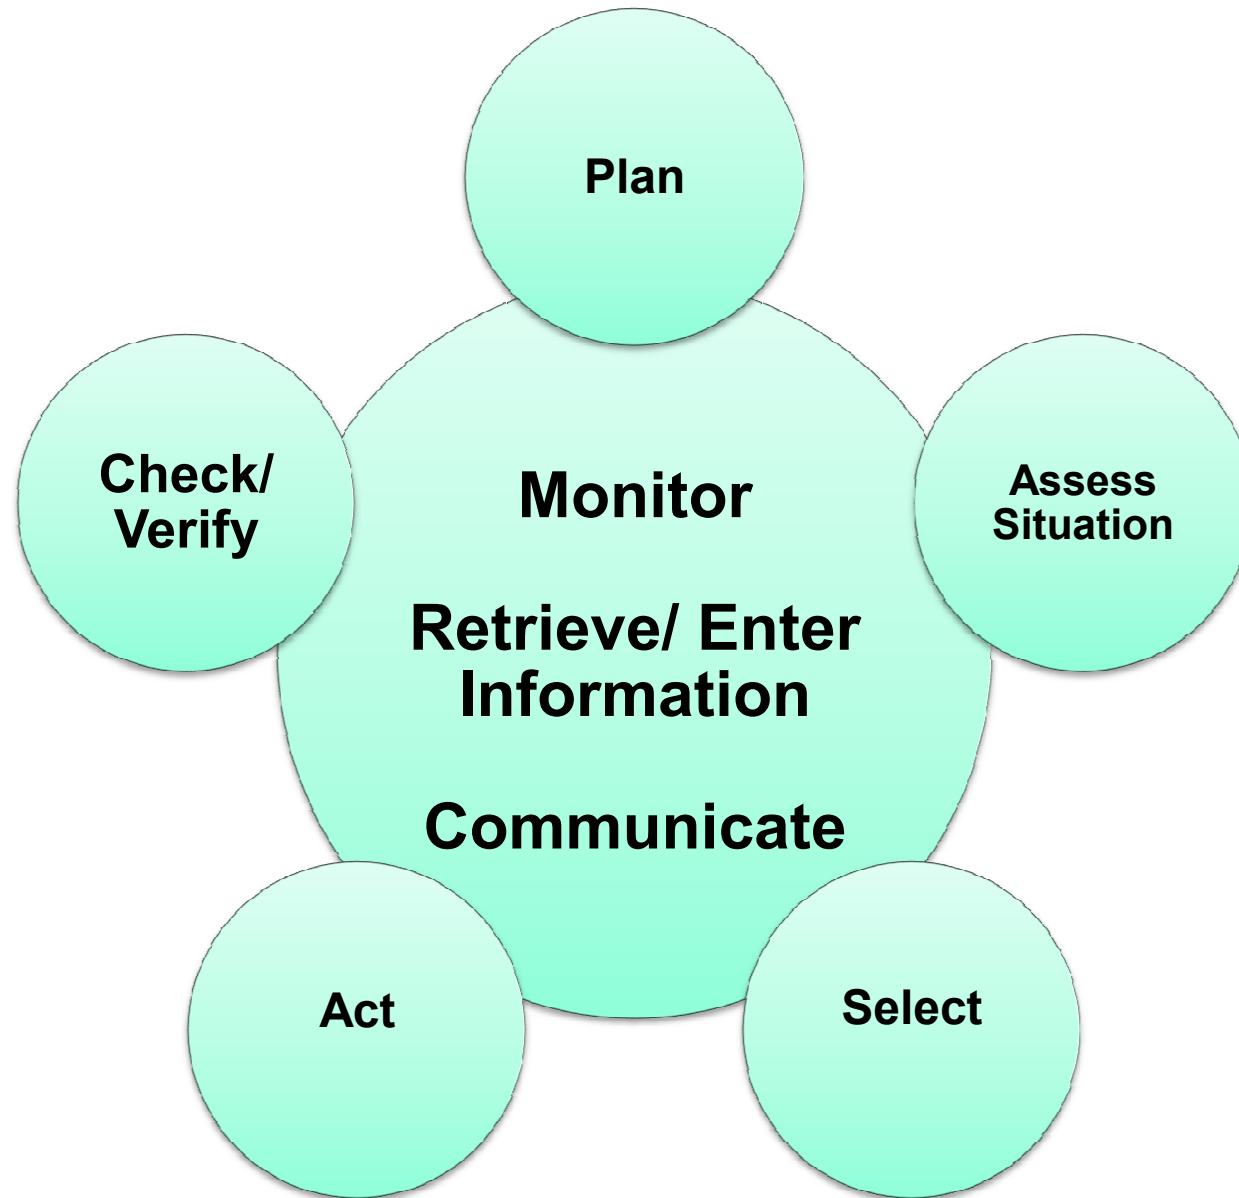 Plan
Check/
Verify
Monitor
Retrieve/ Enter
Information
Communicate
Assess
Situation
Act
Select